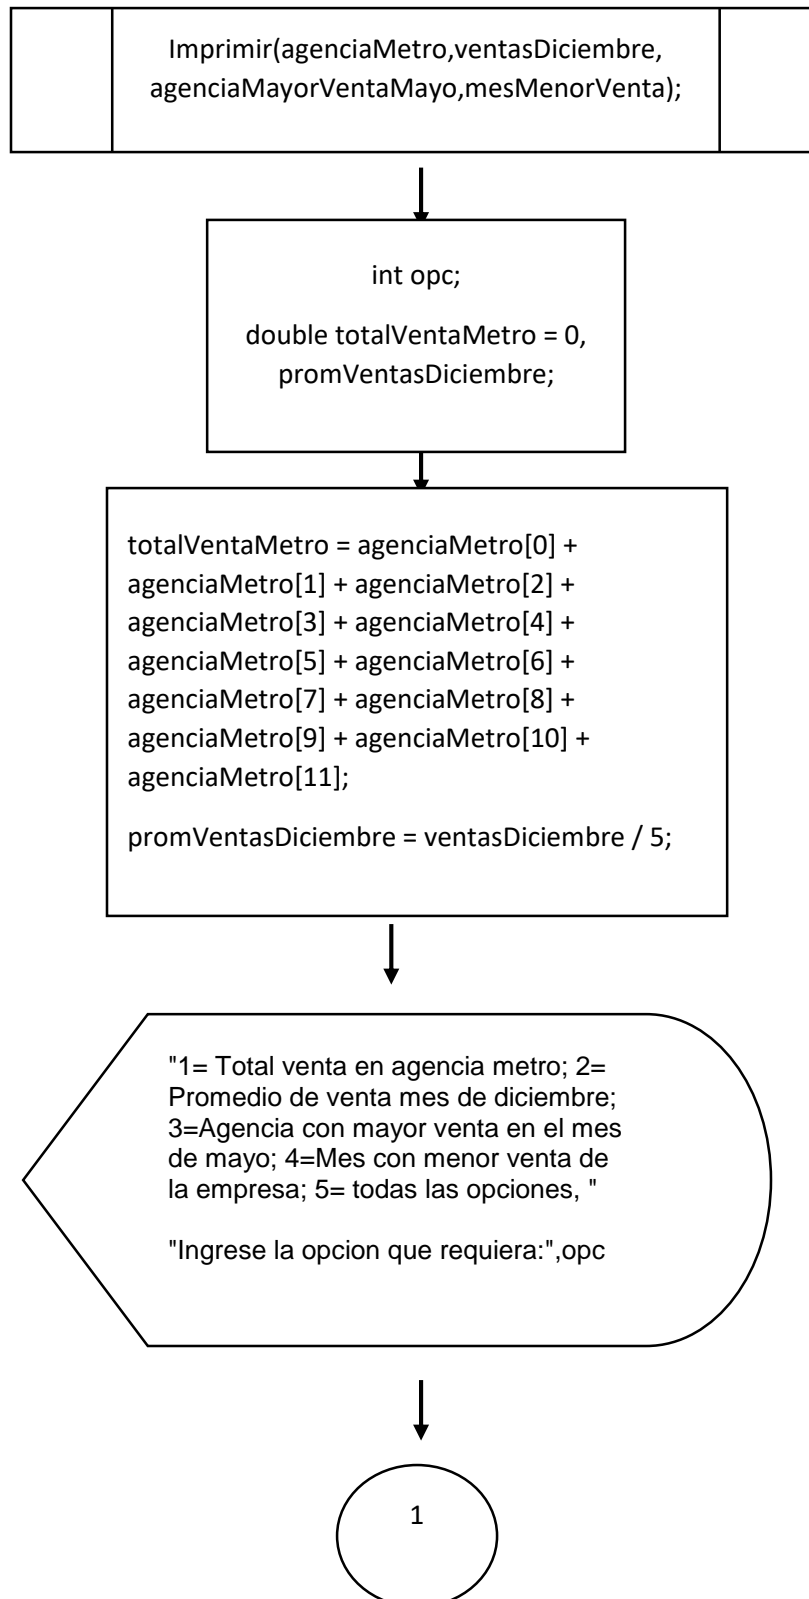 Imprimir(agenciaMetro,ventasDiciembre,
agenciaMayorVentaMayo,mesMenorVenta);
int opc;
double totalVentaMetro = 0,
promVentasDiciembre;
totalVentaMetro = agenciaMetro[0] +
agenciaMetro[1] + agenciaMetro[2] +
agenciaMetro[3] + agenciaMetro[4] +
agenciaMetro[5] + agenciaMetro[6] +
agenciaMetro[7] + agenciaMetro[8] +
agenciaMetro[9] + agenciaMetro[10] +
agenciaMetro[11];
promVentasDiciembre = ventasDiciembre / 5;
"1= Total venta en agencia metro; 2=
Promedio de venta mes de diciembre;
3=Agencia con mayor venta en el mes
de mayo; 4=Mes con menor venta de
la empresa; 5= todas las opciones, "
"Ingrese la opcion que requiera:",opc
1